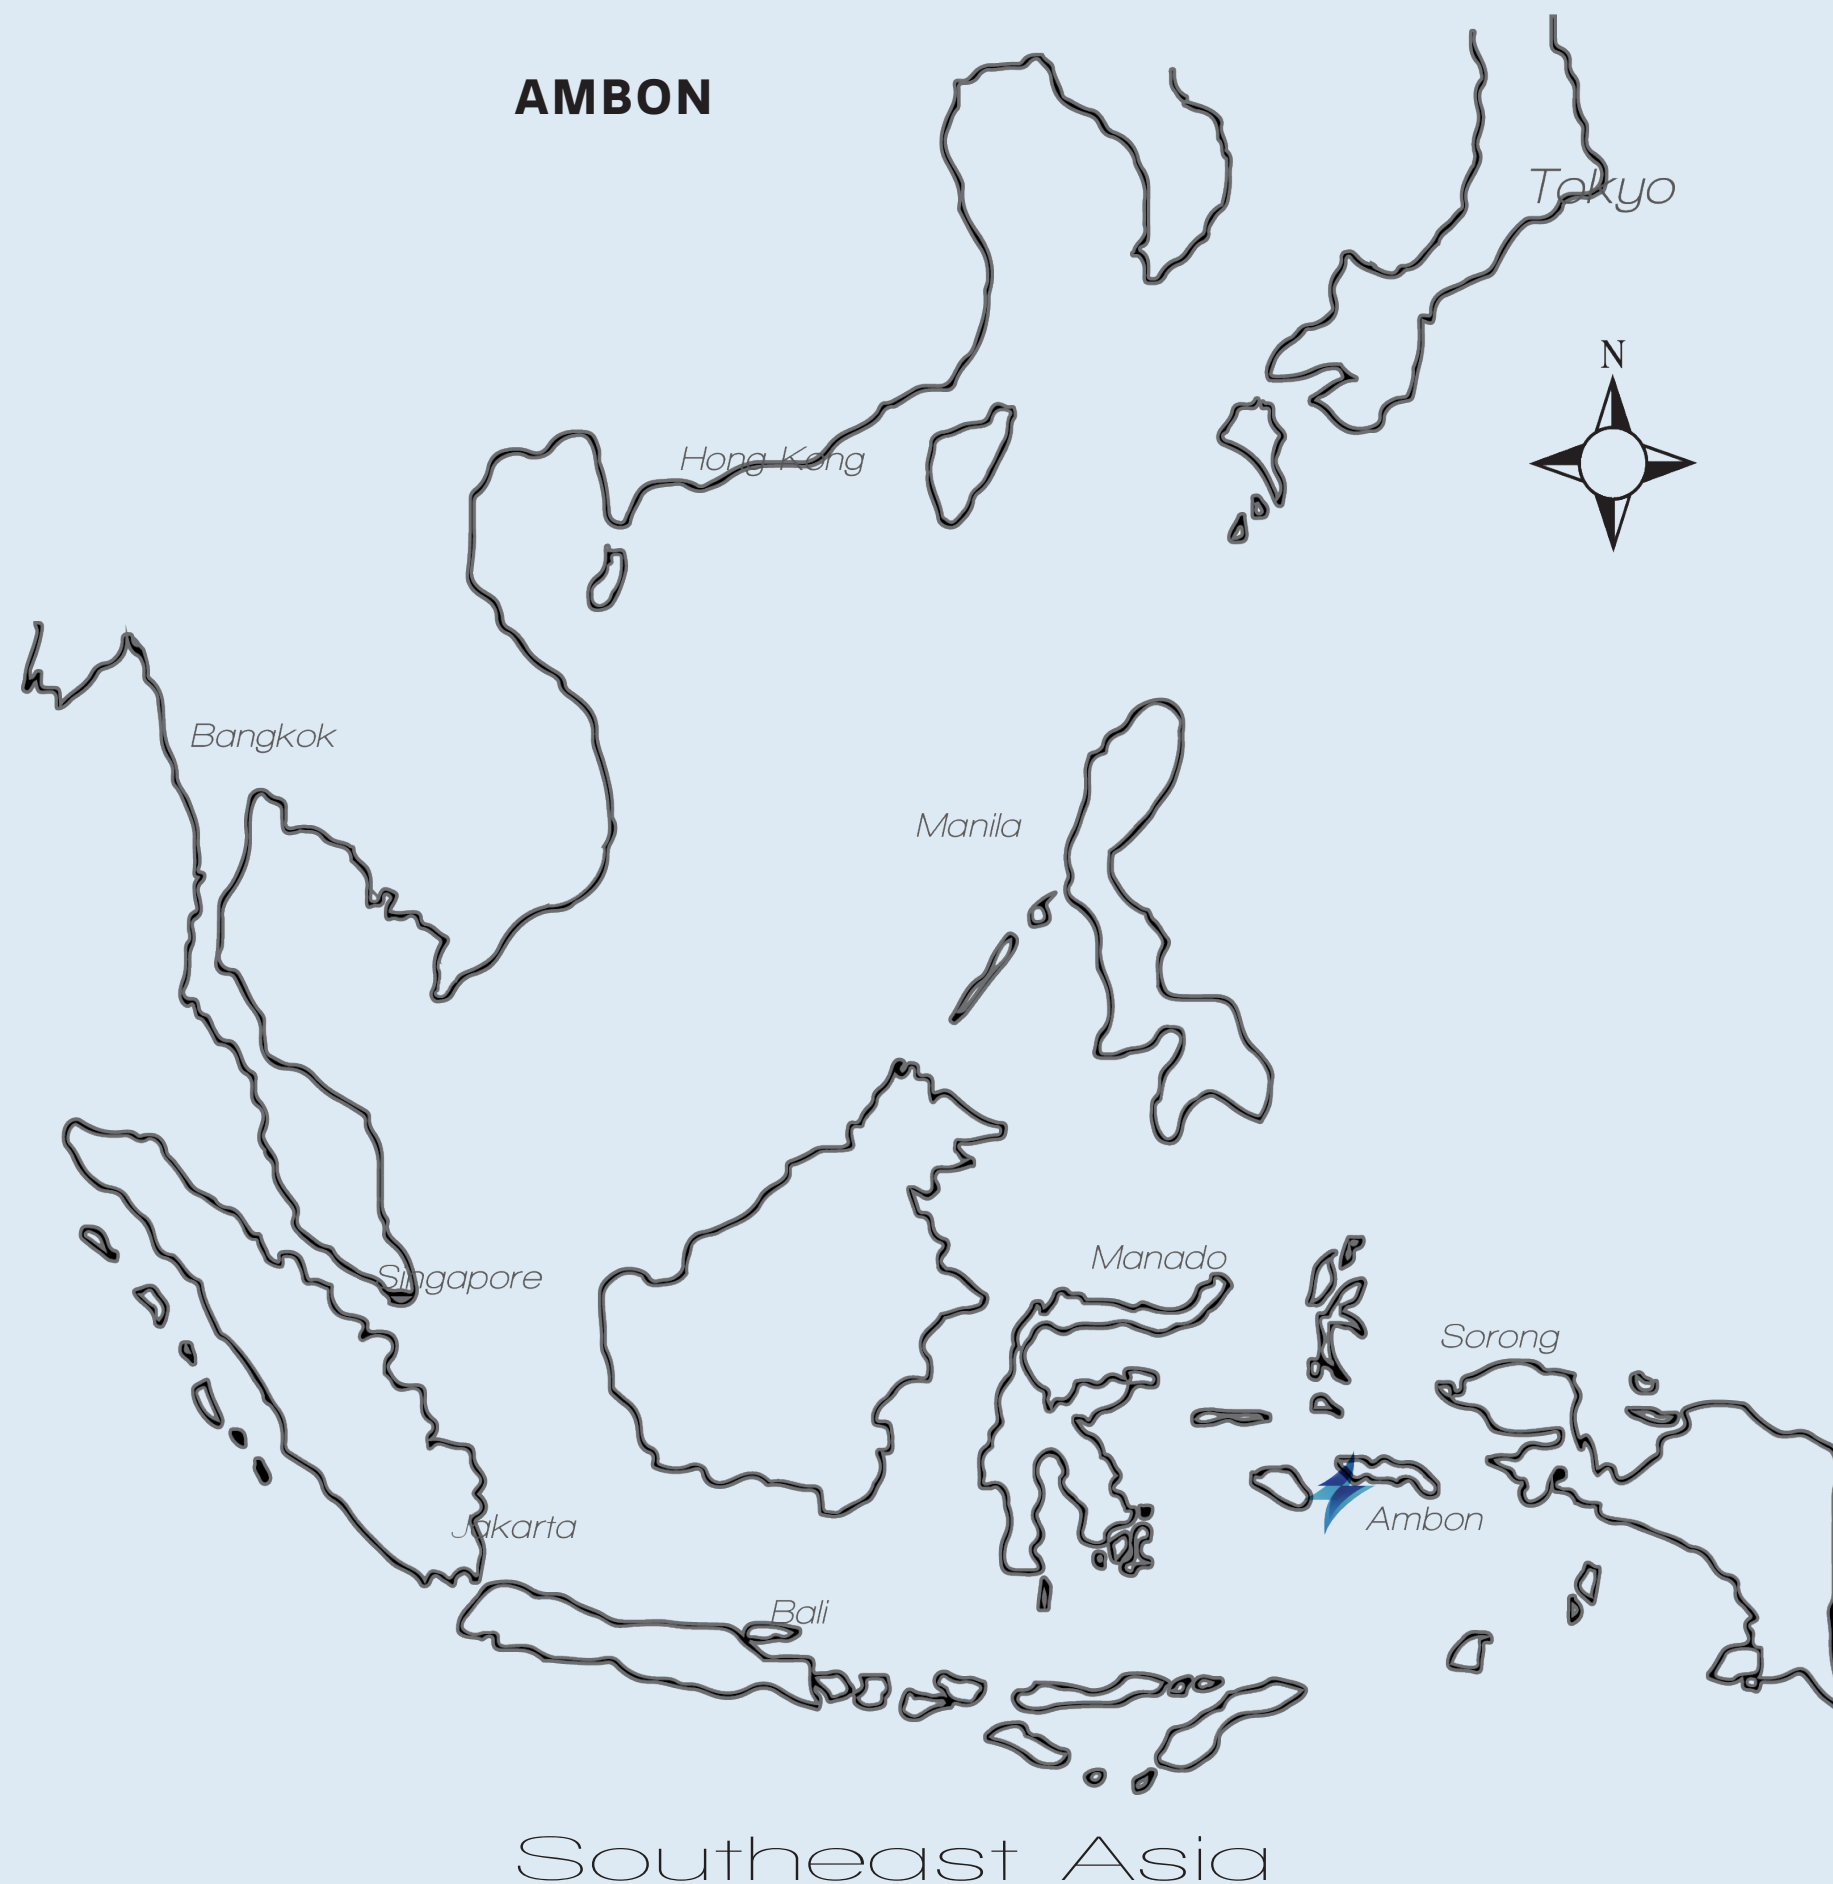 AMBON
Tokyo
N
Hong Kong
Bangkok
Manila
Manado
Singapore
Sorong
Ambon
Jakarta
Bali
Southeast Asia